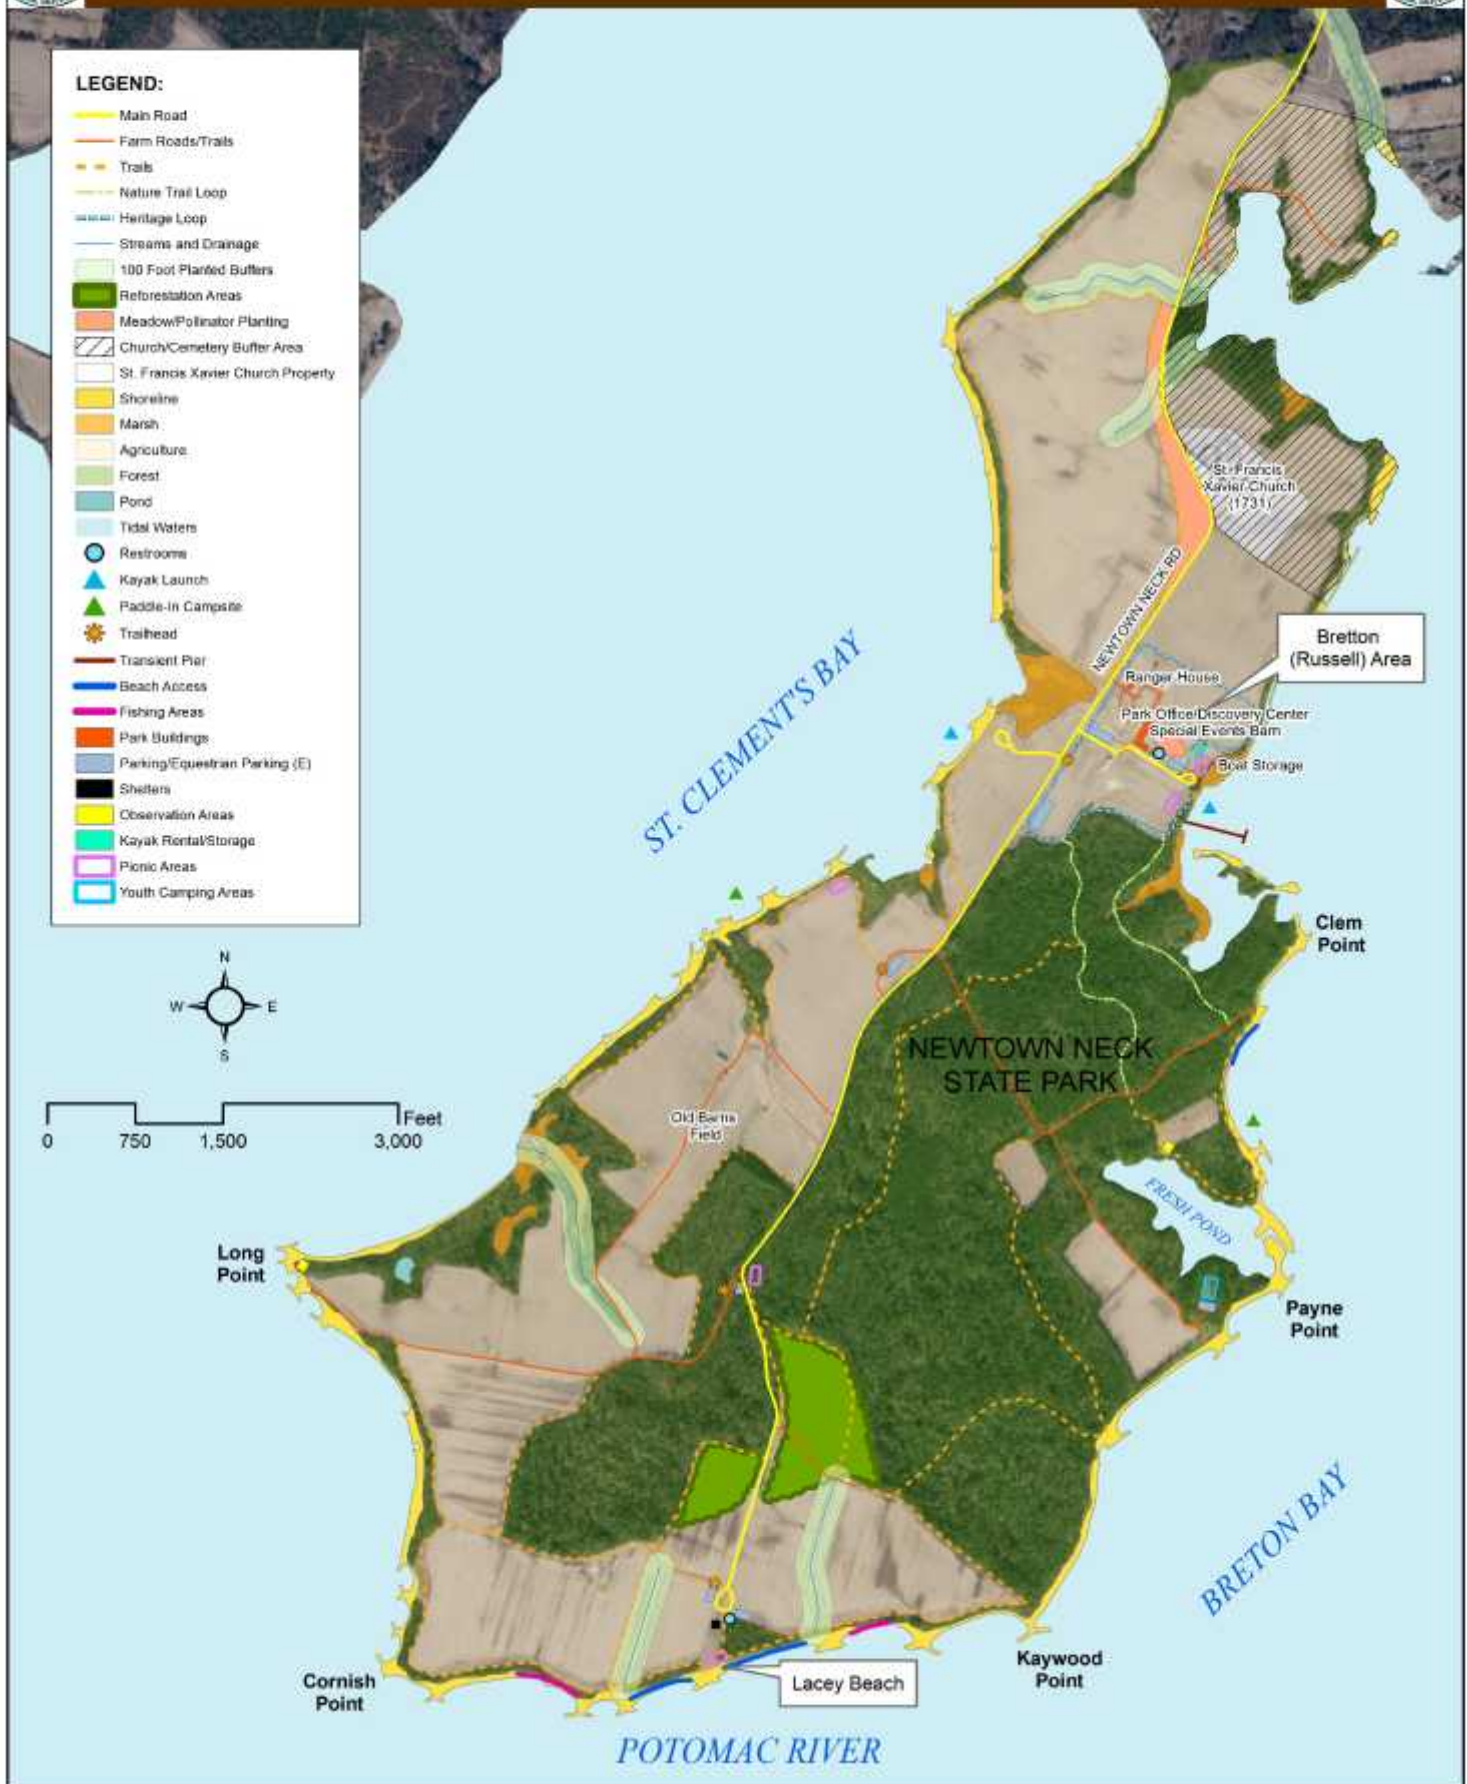 LEGEND:
Main Road
Farm Roads/Trails
Trails
Nature Trail Loop
Heritage Loop
Streams and Drainage
100 Foot Planted Buffers
Reforestation Areas
Meadow/Pollinator Planting
Church/Cemetery Buffer Area
St. Francis Xavier Church Property
Shoreline
Marsh
Agriculture
Forest
Pond
Tidal Waters
Restrooms
Kayak Launch
Paddle-In Campsite
Trailhead
Transient Pier
Beach Access
Fishing Areas
Park Buildings
Parking/Equestrian Parking (E)
Shelters
Observation Areas
Kayak Rental/Storage
Picnic Areas
Youth Camping Areas
N
W
E
S
Feet
0
750
1,500
3,000
St. Francis
Xavier Church
(1731)
NEWTOWN NECK RD
Bretton
(Russell) Area
Ranger House
Park Office/Discovery Center
Special Events Barn
Boat Storage
ST. CLEMENT'S BAY
Clem
Point
NEWTOWN NECK
STATE PARK
Old Barns
Field
FRESH POND
Long
Point
Payne
Point
BRETON BAY
Kaywood
Point
Cornish
Point
Lacey Beach
POTOMAC RIVER